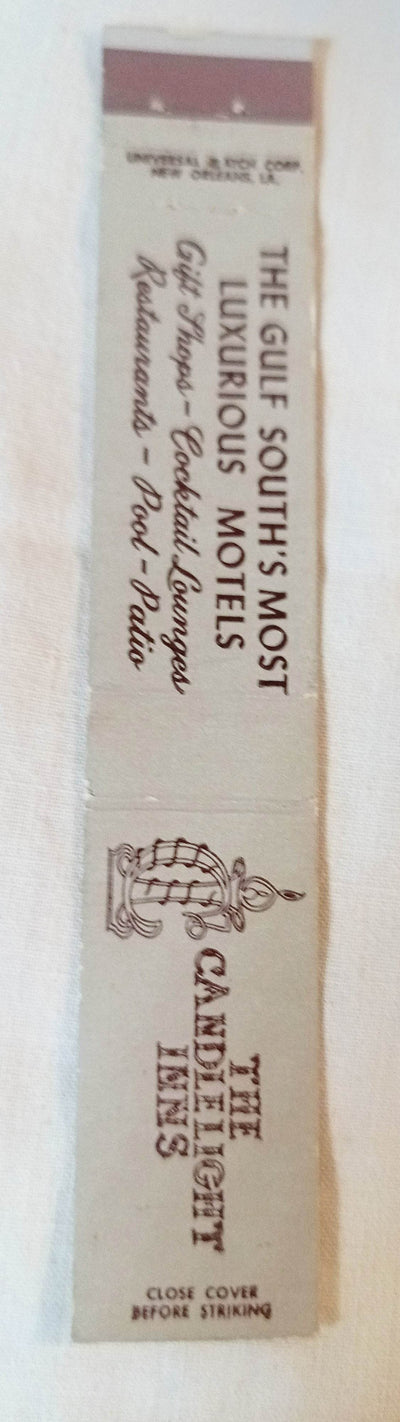 UNIVERSAL MATCH CORP.
NEW ORLEANS, LA.
THE GULF SOUTH'S MOST
LUXURIOUS MOTELS
Gift Shops - Cocktail Lounges
Restaurants - Pool - Patio
THE
CANDLELIGHT
INNS
CLOSE COVER
BEFORE STRIKING